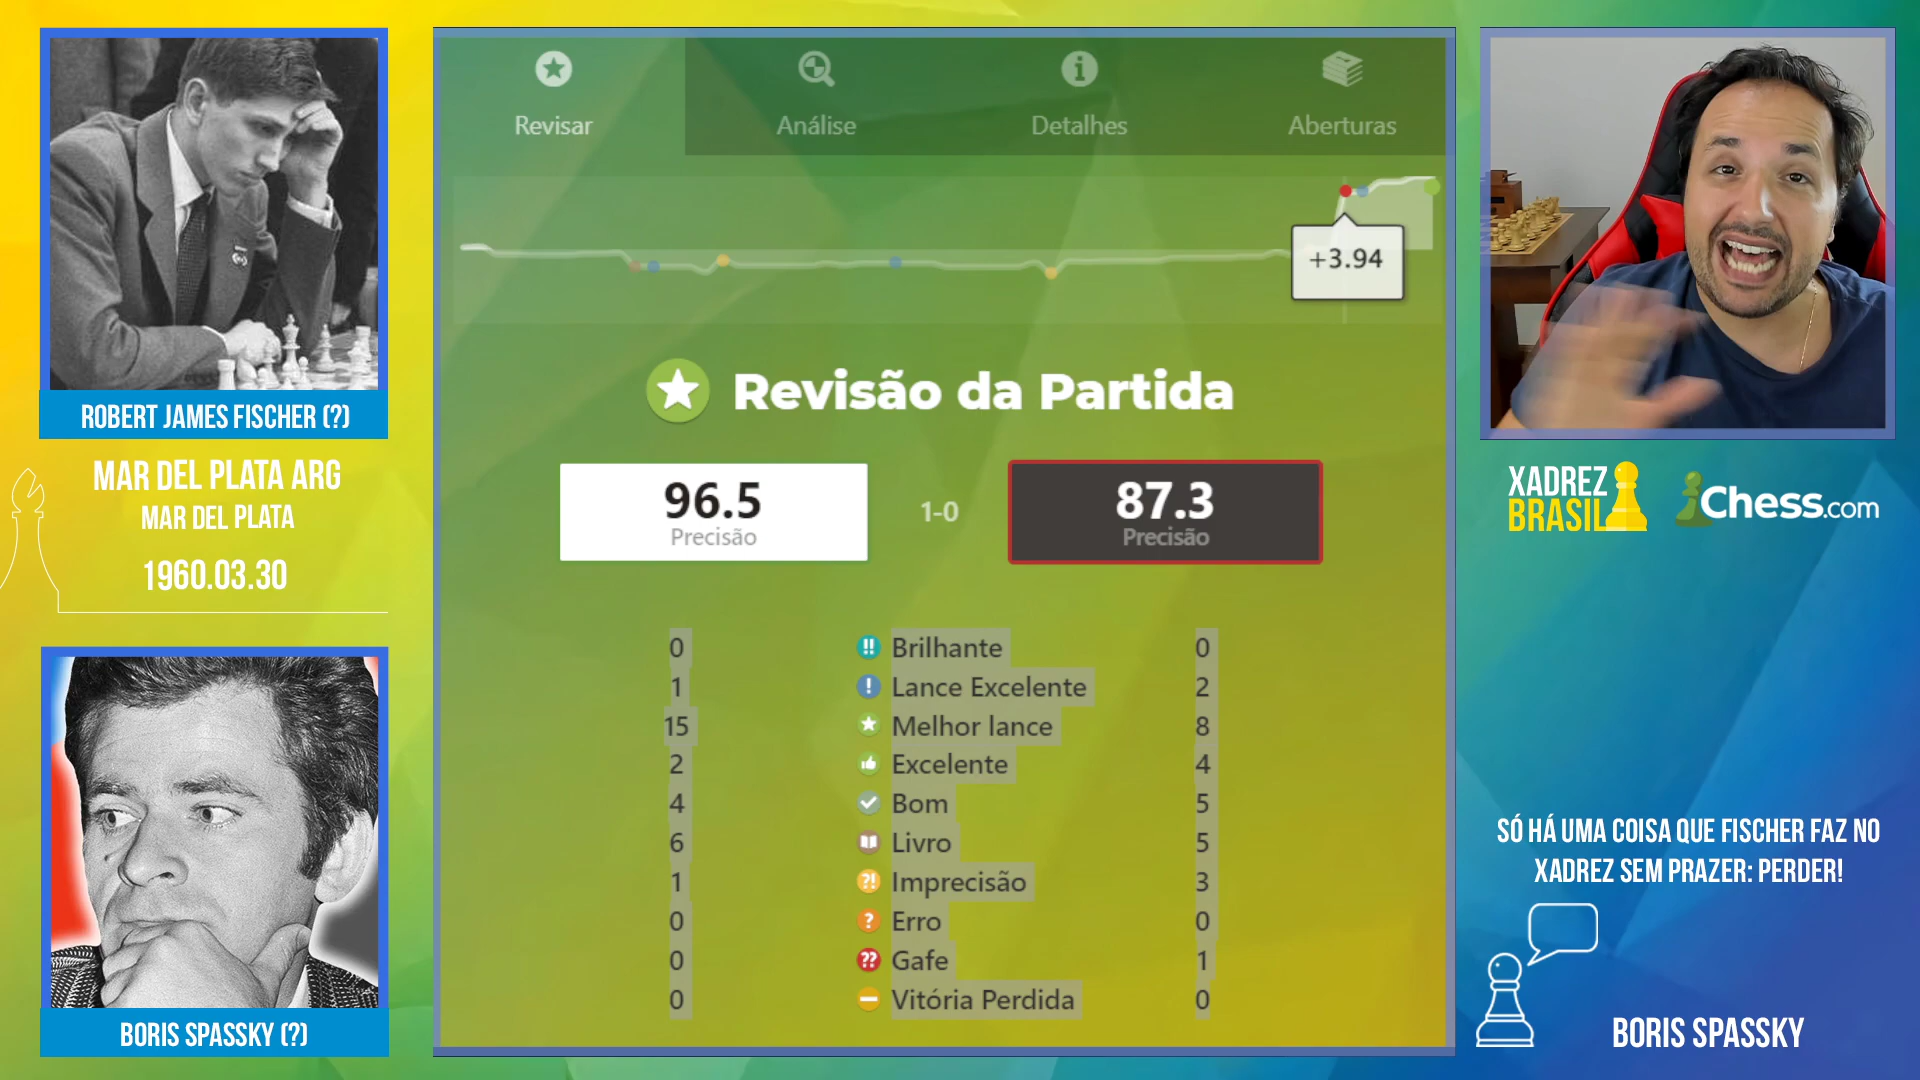 ROBERT JAMES FISCHER (?)
MAR DEL PLATA ARG
MAR DEL PLATA
1960.03.30
BORIS SPASSKY (?)
Revisar
Análise
Detalhes
Aberturas
+3.94
Revisão da Partida
96.5
Precisão
1-0
87.3
Precisão
0 !! Brilhante 0
1 ! Lance Excelente 2
15 Melhor lance 8
2 Excelente 4
4 Bom 5
6 Livro 5
1 ?! Imprecisão 3
0 ? Erro 0
0 ?? Gafe 1
0 Vitória Perdida 0
XADREZ
BRASIL
Chess.com
SÓ HÁ UMA COISA QUE FISCHER FAZ NO
XADREZ SEM PRAZER: PERDER!
BORIS SPASSKY